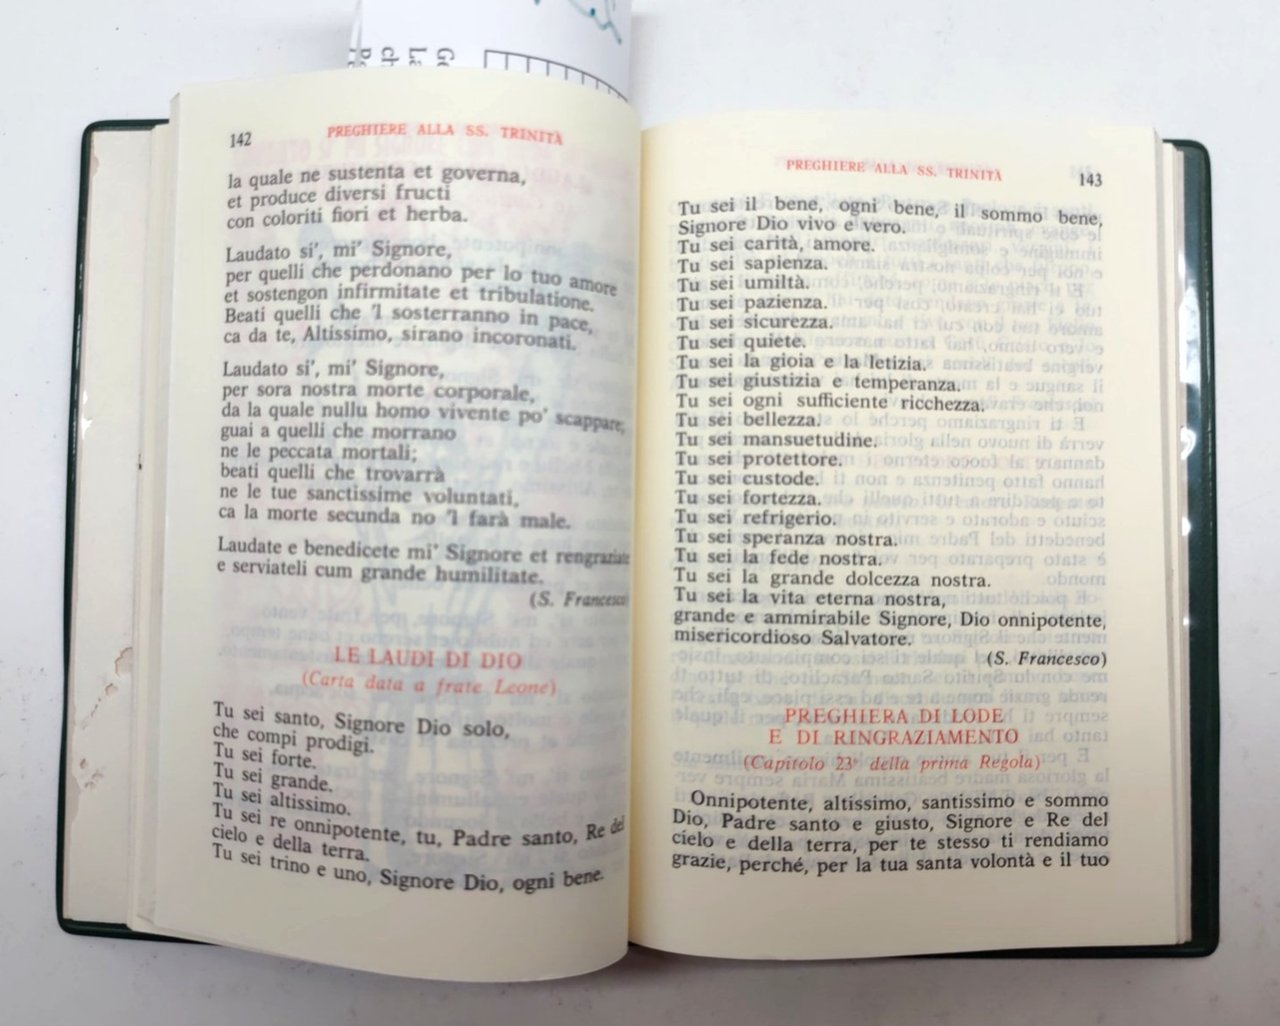 142
PREGHIERE ALLA SS. TRINITÀ
la quale ne sustenta et governa,
et produce diversi fructi
con coloriti fiori et herba.
Laudato si', mi' Signore,
per quelli che perdonano per lo tuo amore
et sostengon infirmitate et tribulatione.
Beati quelli che 'l sosterranno in pace,
ca da te, Altissimo, sirano incoronati.
Laudato si', mi' Signore,
per sora nostra morte corporale,
da la quale nullu homo vivente po' scappare;
guai a quelli che morrano
ne le peccata mortali;
beati quelli che trovarrà
ne le tue sanctissime voluntati,
ca la morte secunda no 'l farà male.
Laudate e benedicete mi' Signore et rengraziate
e serviateli cum grande humilitate.
(S. Francesco
LE LAUDI DI DIO
(Carta data a frate Leone)
Tu sei santo, Signore Dio solo,
che compi prodigi.
Tu sei forte.
Tu sei grande.
Tu sei altissimo.
Tu sei re onnipotente, tu, Padre santo, Re del
cielo e della terra.
Tu sei trino e uno, Signore Dio, ogni bene.
PREGHIERE ALLA SS. TRINITÀ
143
Tu sei il bene, ogni bene, il sommo bene,
Signore Dio vivo e vero.
Tu sei carità, amore.
Tu sei sapienza.
Tu sei umiltà.
Tu sei pazienza.
Tu sei sicurezza.
Tu sei quiete.
Tu sei la gioia e la letizia.
Tu sei giustizia e temperanza.
Tu sei ogni sufficiente ricchezza.
Tu sei bellezza.
Tu sei mansuetudine.
Tu sei protettore.
Tu sei custode.
Tu sei fortezza.
Tu sei refrigerio.
Tu sei speranza nostra.
Tu sei la fede nostra.
Tu sei la grande dolcezza nostra.
Tu sei la vita eterna nostra,
grande e ammirabile Signore, Dio onnipotente,
misericordioso Salvatore.
(S. Francesco)
PREGHIERA DI LODE
E DI RINGRAZIAMENTO
(Capitolo 23° della prima Regola)
Onnipotente, altissimo, santissimo e sommo
Dio, Padre santo e giusto, Signore e Re del
cielo e della terra, per te stesso ti rendiamo
grazie, perché, per la tua santa volontà e il tuo